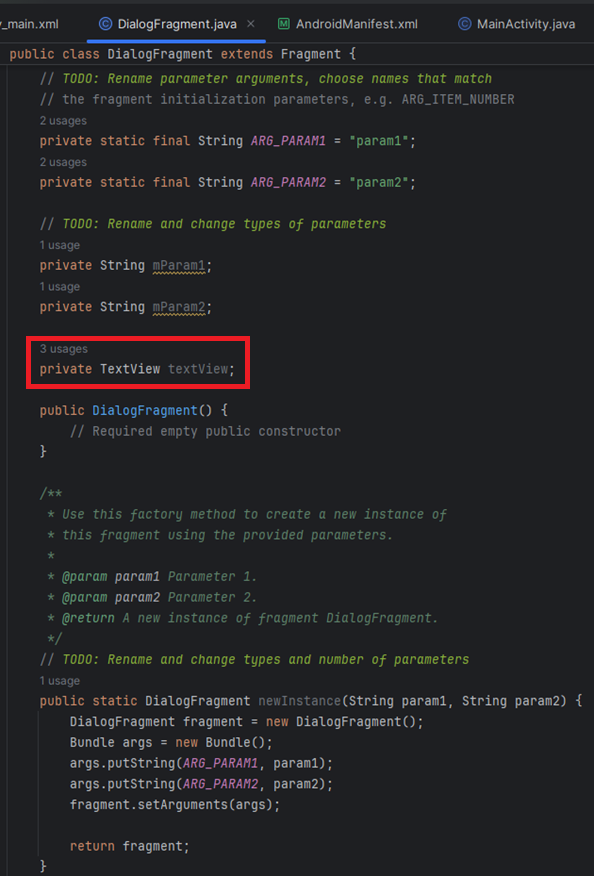 _main.xml DialogFragment.java AndroidManifest.xml MainActivity.java
public class DialogFragment extends Fragment {
// TODO: Rename parameter arguments, choose names that match
// the fragment initialization parameters, e.g. ARG_ITEM_NUMBER
2 usages
private static final String ARG_PARAM1 = "param1";
2 usages
private static final String ARG_PARAM2 = "param2";
// TODO: Rename and change types of parameters
1 usage
private String mParam1;
1 usage
private String mParam2;
3 usages
private TextView textView;
public DialogFragment() {
// Required empty public constructor
}
/**
* Use this factory method to create a new instance of
* this fragment using the provided parameters.
*
* @param param1 Parameter 1.
* @param param2 Parameter 2.
* @return A new instance of fragment DialogFragment.
*/
// TODO: Rename and change types and number of parameters
1 usage
public static DialogFragment newInstance(String param1, String param2) {
DialogFragment fragment = new DialogFragment();
Bundle args = new Bundle();
args.putString(ARG_PARAM1, param1);
args.putString(ARG_PARAM2, param2);
fragment.setArguments(args);
return fragment;
}